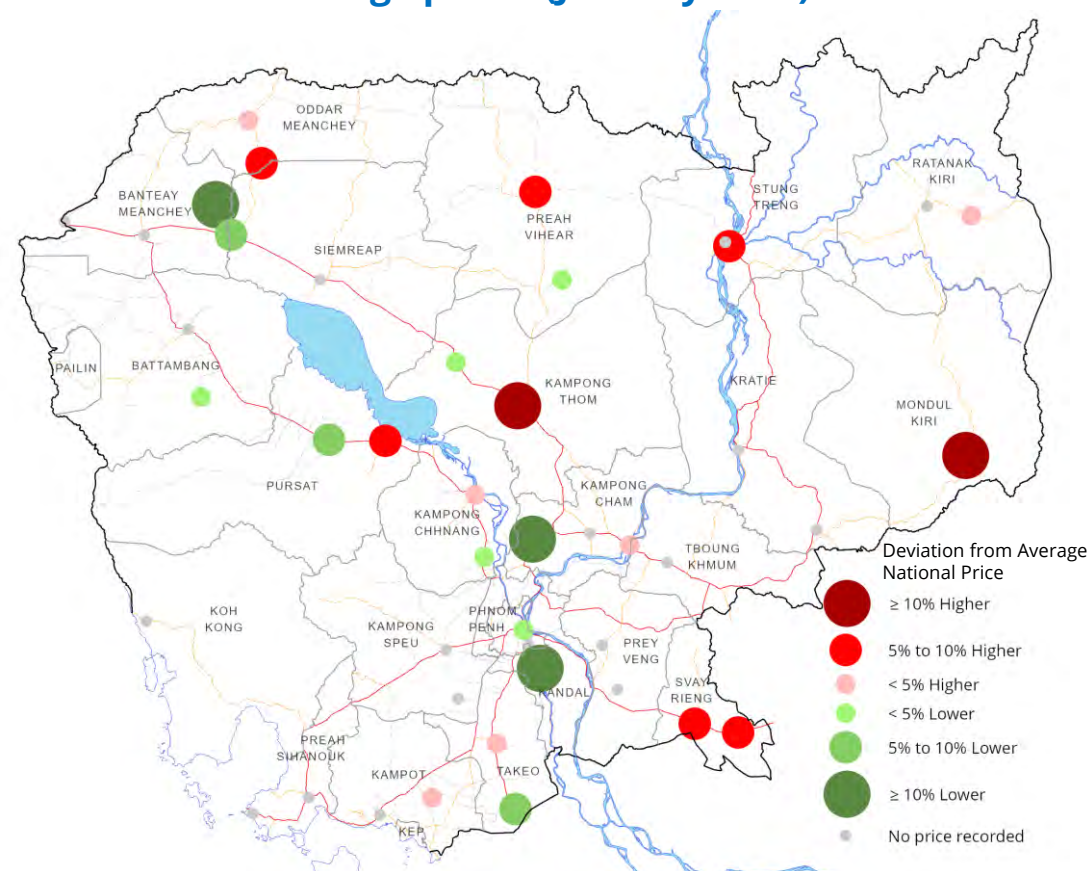 ODDAR
MEANCHEY
RATANAK
KIRI
STUNG
TRENG
BANTEAY
MEANCHEY
PREAH
VIHEAR
SIEMREAP
PAILIN
BATTAMBANG
KAMPONG
THOM
KRATIE
MONDUL
KIRI
PURSAT
KAMPONG
CHAM
KAMPONG
CHHNANG
TBOUNG
KHMUM
Deviation from Average
National Price
≥ 10% Higher
5% to 10% Higher
< 5% Higher
< 5% Lower
5% to 10% Lower
≥ 10% Lower
No price recorded
KOH
KONG
KAMPONG
SPEU
PHNOM
PENH
PREY
VENG
SVAY
RIENG
KANDAL
PREAH
SIHANOUK
KAMPOT
TAKEO
KEP